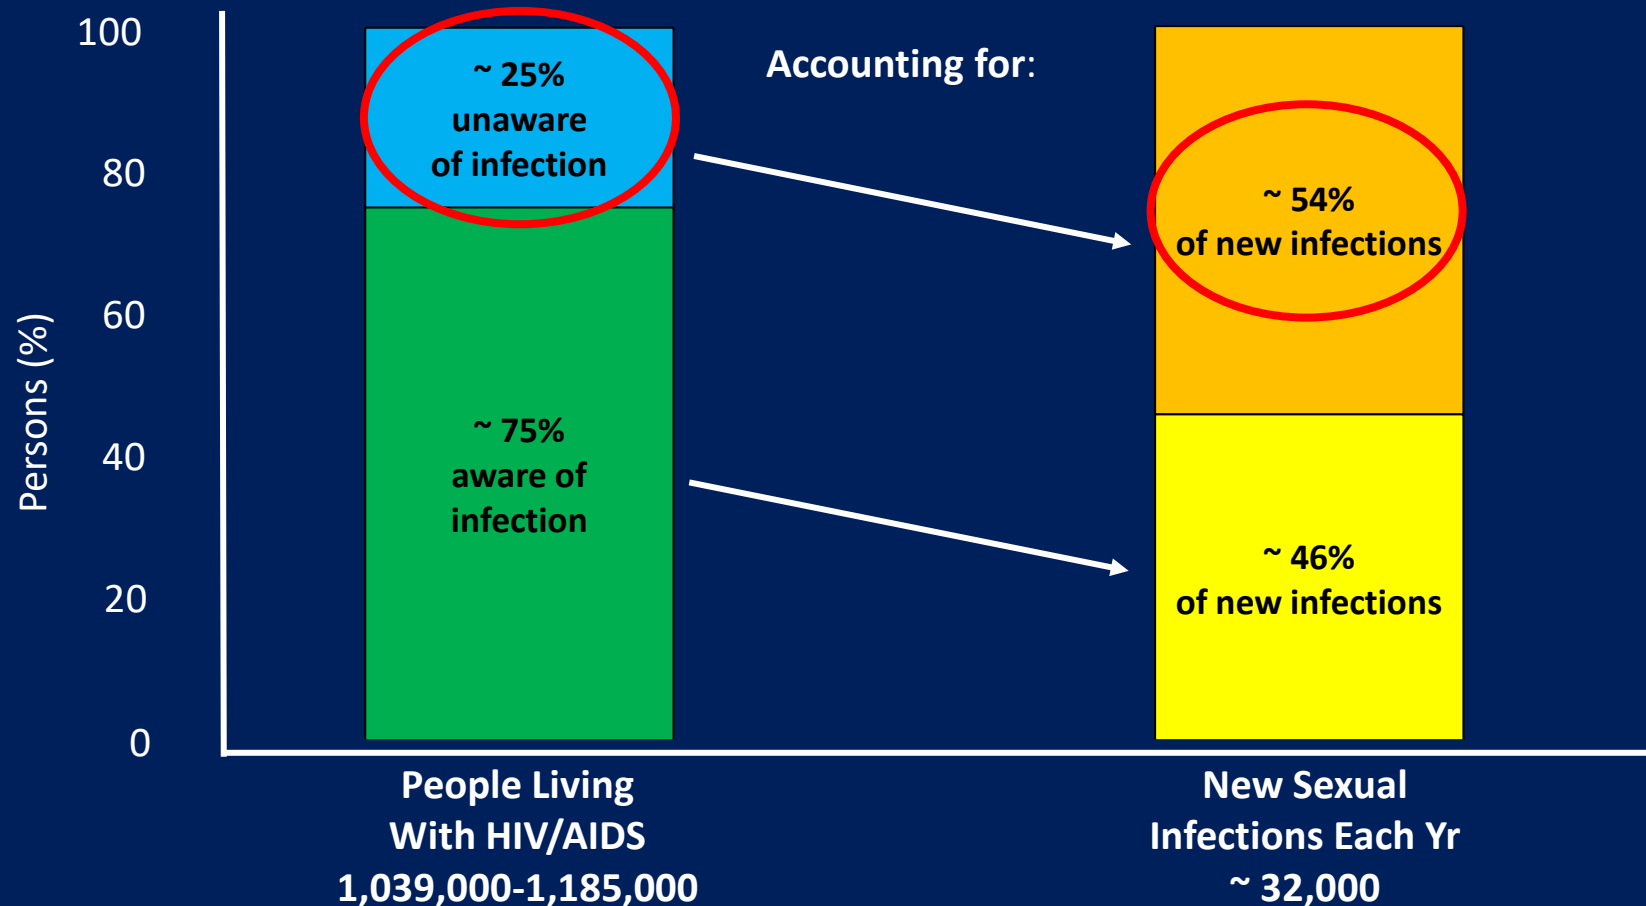 Persons (%)
100
80
60
40
20
0
~ 25%
unaware
of infection
~ 75%
aware of
infection
Accounting for:
~ 54%
of new infections
~ 46%
of new infections
People Living
With HIV/AIDS
1,039,000-1,185,000
New Sexual
Infections Each Yr
~ 32,000